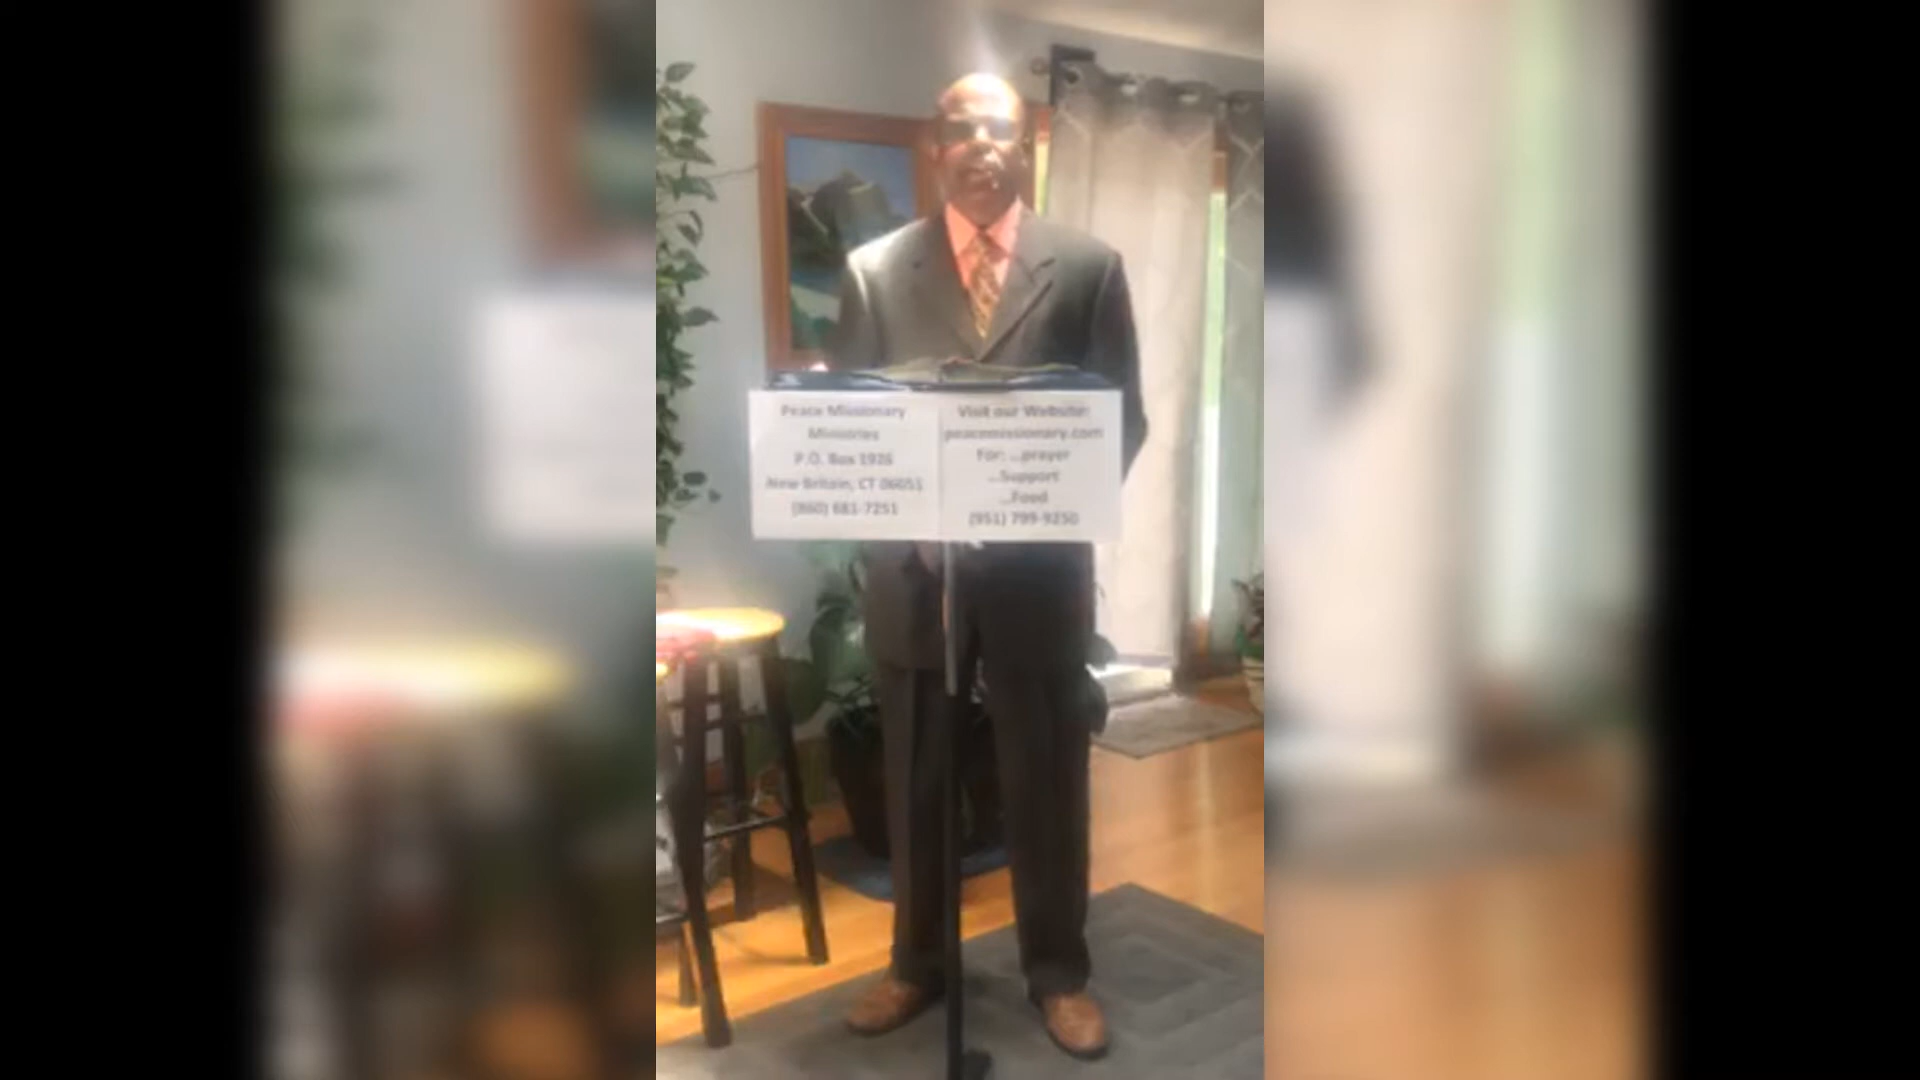 Peace Missionary
Ministries
P.O. Box 1926
New Britain, CT 06051
(860) 681-7251
Visit our Website:
peacemissionary.com
For: ...prayer
...Support
...Food
(951) 799-9250